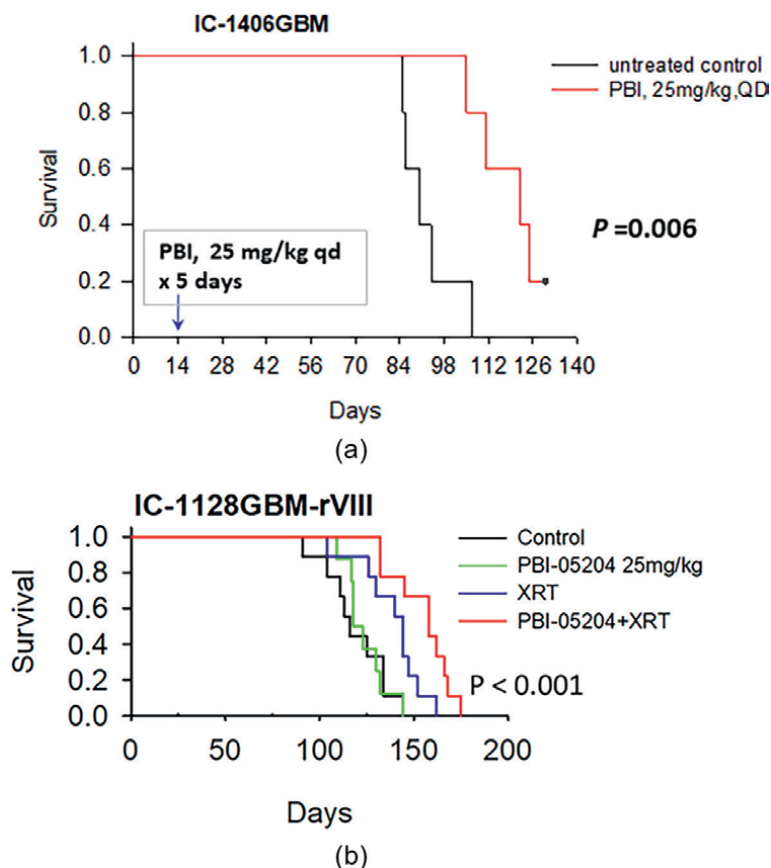 IC-1406GBM
1.0
0.8
0.6
0.4
0.2
0.0
Survival
untreated control
PBI, 25mg/kg,QD
P =0.006
PBI, 25 mg/kg qd
x 5 days
0 14 28 42 56 70 84 98 112 126 140
Days
(a)
IC-1128GBM-rVIII
1.0
0.8
0.6
0.4
0.2
0.0
Survival
Control
PBI-05204 25mg/kg
XRT
PBI-05204+XRT
P < 0.001
0 50 100 150 200
Days
(b)